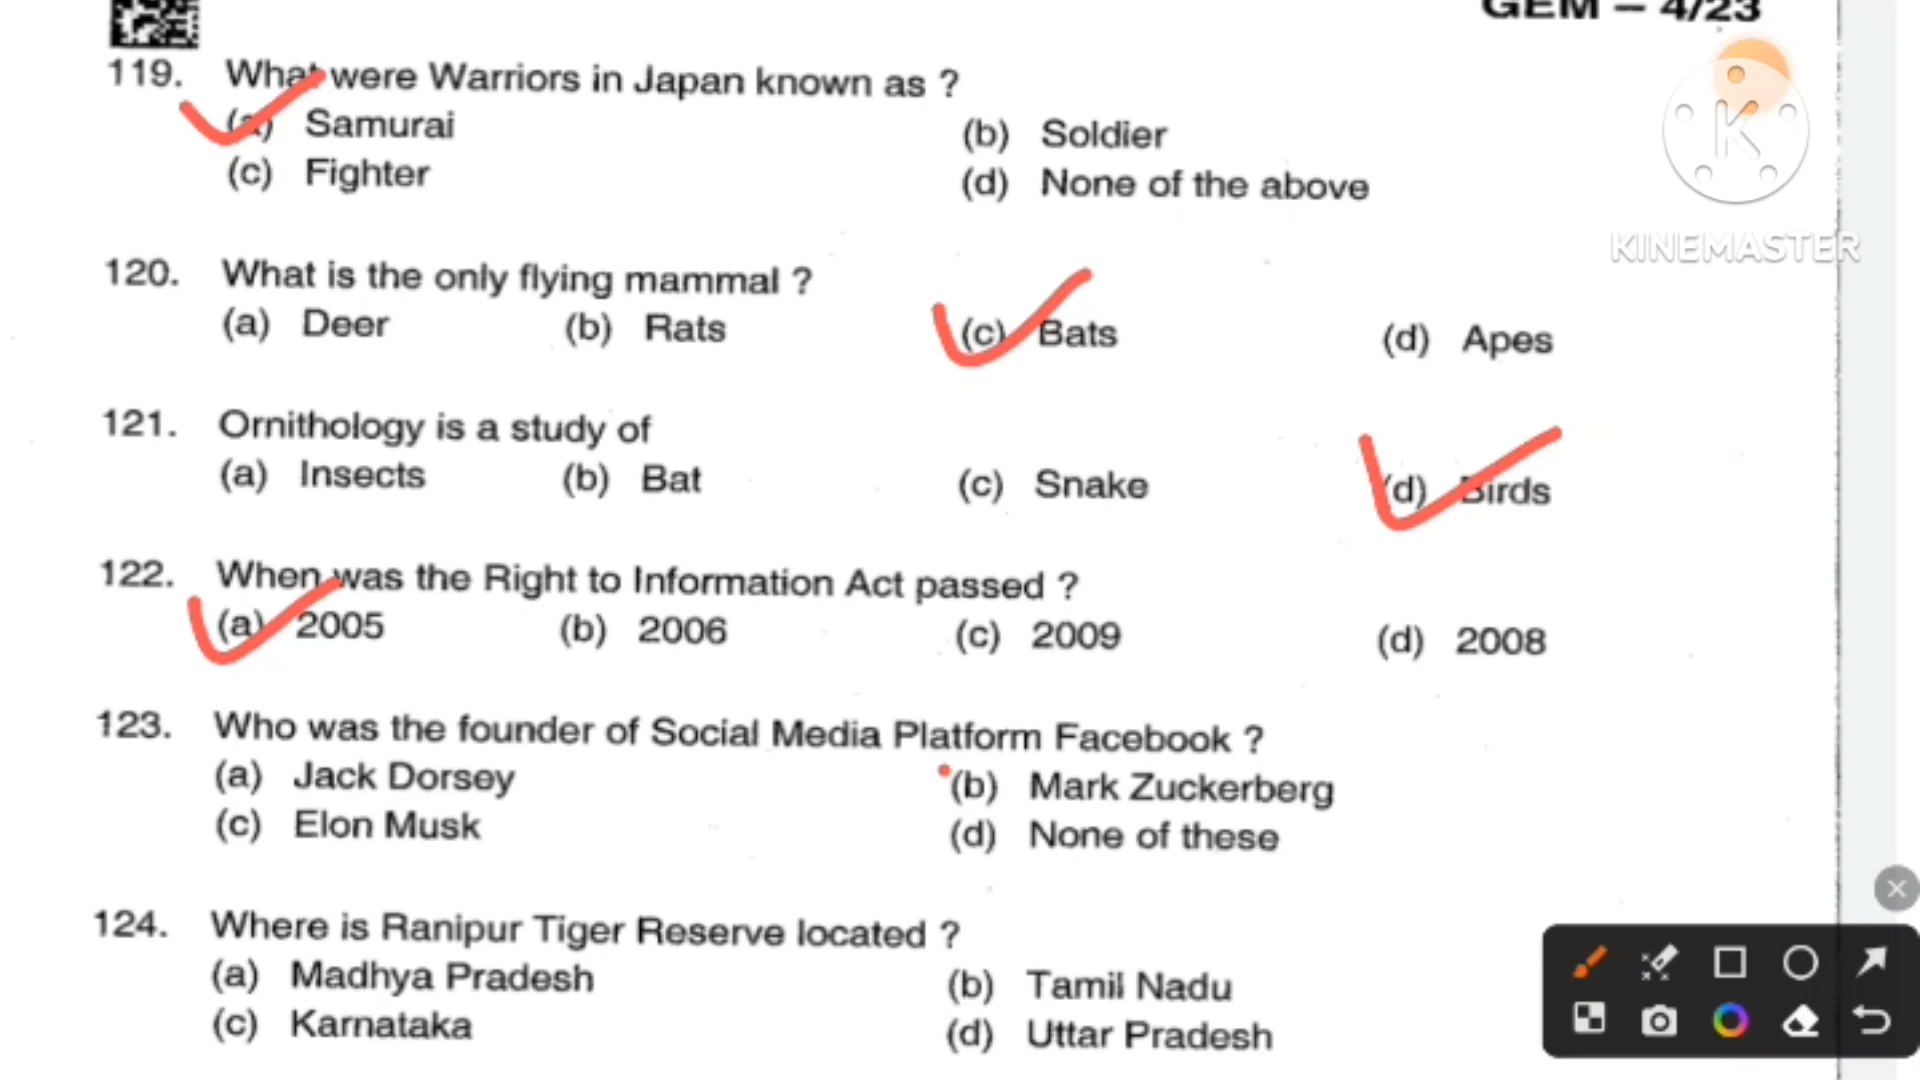 GEM – 4/23
119. What were Warriors in Japan known as ?
(a) Samurai (b) Soldier
(c) Fighter (d) None of the above
KINEMASTER
120. What is the only flying mammal ?
(a) Deer (b) Rats (c) Bats (d) Apes
121. Ornithology is a study of
(a) Insects (b) Bat (c) Snake (d) Birds
122. When was the Right to Information Act passed ?
(a) 2005 (b) 2006 (c) 2009 (d) 2008
123. Who was the founder of Social Media Platform Facebook ?
(a) Jack Dorsey (b) Mark Zuckerberg
(c) Elon Musk (d) None of these
124. Where is Ranipur Tiger Reserve located ?
(a) Madhya Pradesh (b) Tamil Nadu
(c) Karnataka (d) Uttar Pradesh